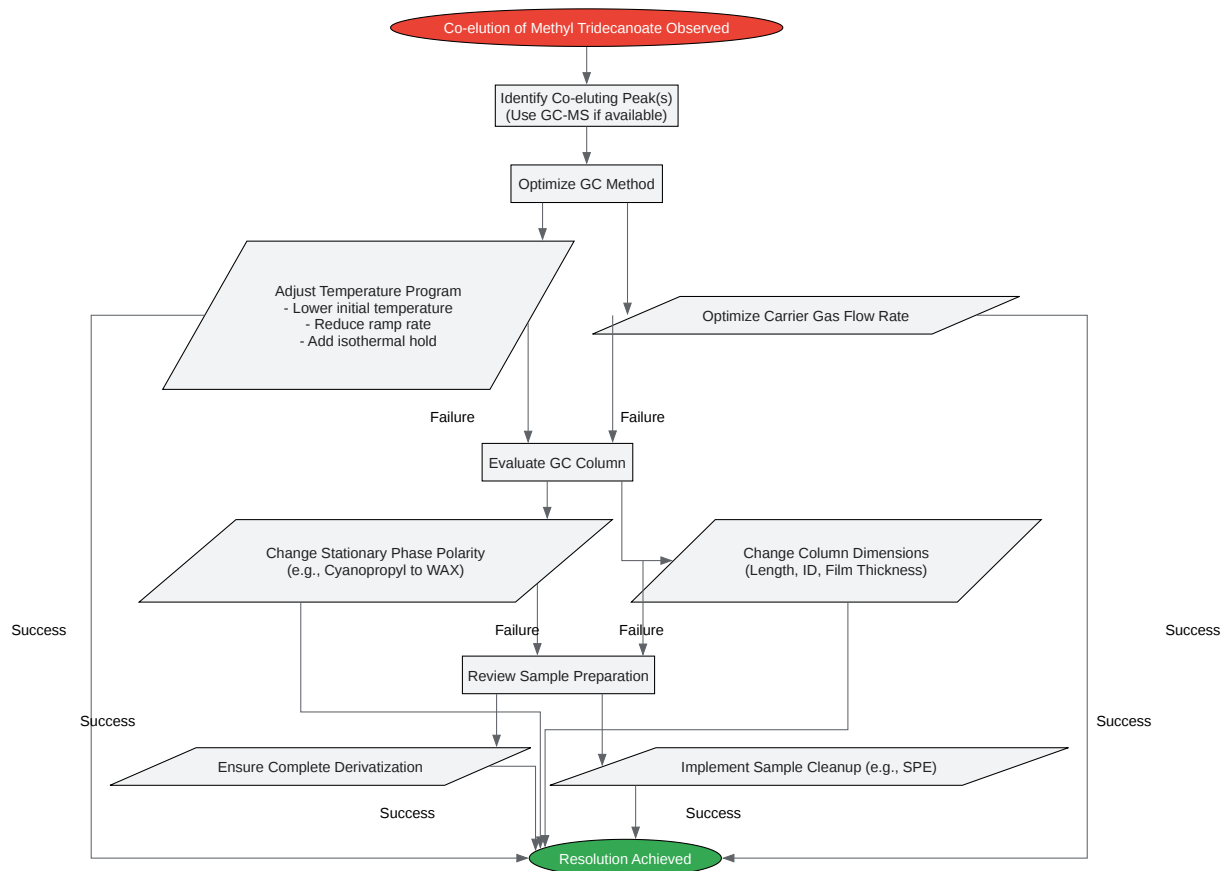 Co-elution of Methyl Tridecanoate Observed
Identify Co-eluting Peak(s)
(Use GC-MS if available)
Optimize GC Method
Adjust Temperature Program
- Lower initial temperature
- Reduce ramp rate
- Add isothermal hold
Optimize Carrier Gas Flow Rate
Failure
Failure
Evaluate GC Column
Change Stationary Phase Polarity
(e.g., Cyanopropyl to WAX)
Change Column Dimensions
(Length, ID, Film Thickness)
Success
Failure
Failure
Success
Review Sample Preparation
Success
Success
Ensure Complete Derivatization
Implement Sample Cleanup (e.g., SPE)
Success
Success
Resolution Achieved